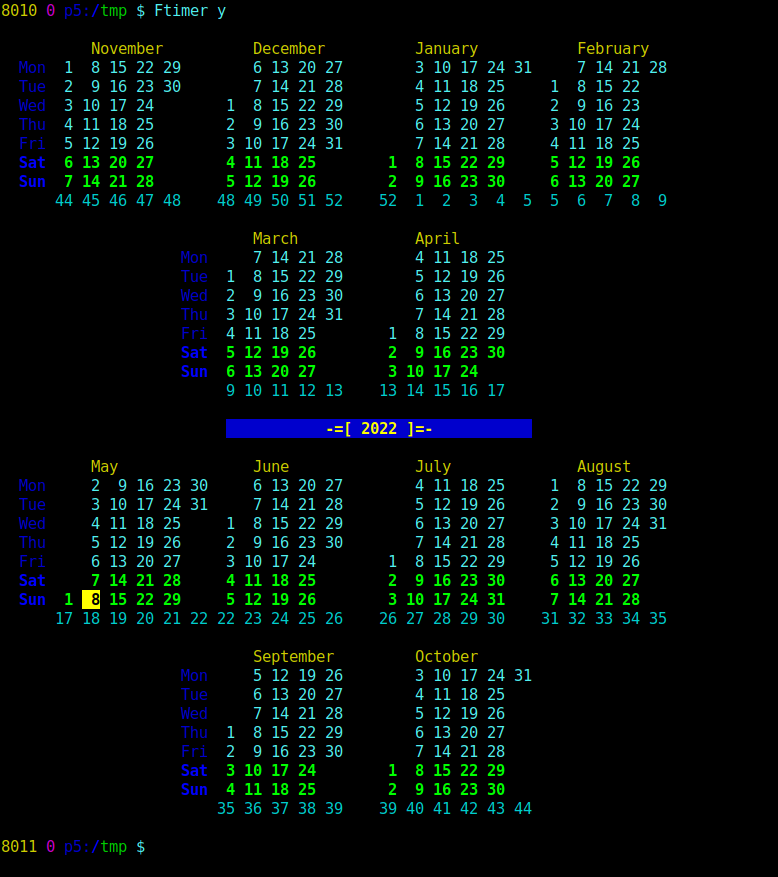 8010 0 p5:/tmp $ Ftimer y
          November          December          January           February
  Mon  1  8 15 22 29        6 13 20 27        3 10 17 24 31     7 14 21 28
  Tue  2  9 16 23 30        7 14 21 28        4 11 18 25     1  8 15 22
  Wed  3 10 17 24        1  8 15 22 29        5 12 19 26     2  9 16 23
  Thu  4 11 18 25        2  9 16 23 30        6 13 20 27     3 10 17 24
  Fri  5 12 19 26        3 10 17 24 31        7 14 21 28     4 11 18 25
  Sat  6 13 20 27        4 11 18 25        1  8 15 22 29     5 12 19 26
  Sun  7 14 21 28        5 12 19 26        2  9 16 23 30     6 13 20 27
      44 45 46 47 48    48 49 50 51 52    52  1  2  3  4  5  5  6  7  8  9
                            March             April
                    Mon     7 14 21 28        4 11 18 25
                    Tue  1  8 15 22 29        5 12 19 26
                    Wed  2  9 16 23 30        6 13 20 27
                    Thu  3 10 17 24 31        7 14 21 28
                    Fri  4 11 18 25        1  8 15 22 29
                    Sat  5 12 19 26        2  9 16 23 30
                    Sun  6 13 20 27        3 10 17 24
                         9 10 11 12 13    13 14 15 16 17
                                    -=[ 2022 ]=-
          May               June              July              August
  Mon     2  9 16 23 30     6 13 20 27        4 11 18 25     1  8 15 22 29
  Tue     3 10 17 24 31     7 14 21 28        5 12 19 26     2  9 16 23 30
  Wed     4 11 18 25     1  8 15 22 29        6 13 20 27     3 10 17 24 31
  Thu     5 12 19 26     2  9 16 23 30        7 14 21 28     4 11 18 25
  Fri     6 13 20 27     3 10 17 24        1  8 15 22 29     5 12 19 26
  Sat     7 14 21 28     4 11 18 25        2  9 16 23 30     6 13 20 27
  Sun  1  8 15 22 29     5 12 19 26        3 10 17 24 31     7 14 21 28
      17 18 19 20 21 22 22 23 24 25 26    26 27 28 29 30    31 32 33 34 35
                            September         October
                    Mon     5 12 19 26        3 10 17 24 31
                    Tue     6 13 20 27        4 11 18 25
                    Wed     7 14 21 28        5 12 19 26
                    Thu  1  8 15 22 29        6 13 20 27
                    Fri  2  9 16 23 30        7 14 21 28
                    Sat  3 10 17 24        1  8 15 22 29
                    Sun  4 11 18 25        2  9 16 23 30
                        35 36 37 38 39    39 40 41 42 43 44
8011 0 p5:/tmp $